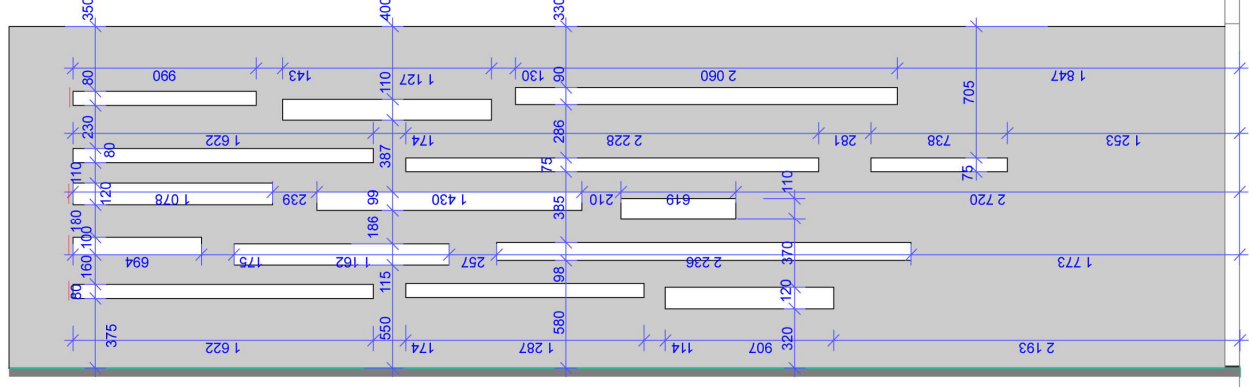 350 400 330
990 143 1 127 130 2 060 1 847
80 110 90 705
1 622 174 2 228 281 738 1 253
230 387 286
80 75 75
110 120 99 385 110
1 078 239 1 430 210 619 2 720
180 186
694 175 1 162 257 2 236 1 773
100 160 115 98 370
80 120
375 550 580 320
1 622 174 1 287 114 907 2 193